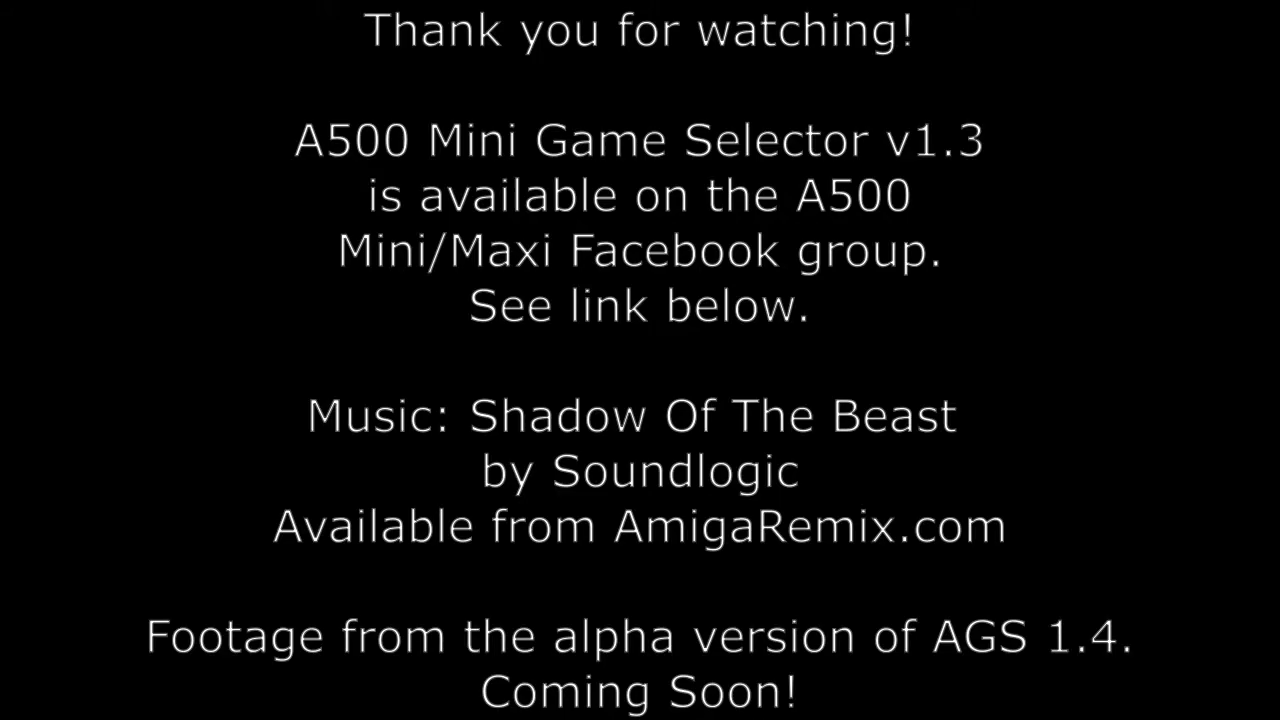 Thank you for watching!
A500 Mini Game Selector v1.3
is available on the A500
Mini/Maxi Facebook group.
See link below.
Music: Shadow Of The Beast
by Soundlogic
Available from AmigaRemix.com
Footage from the alpha version of AGS 1.4.
Coming Soon!